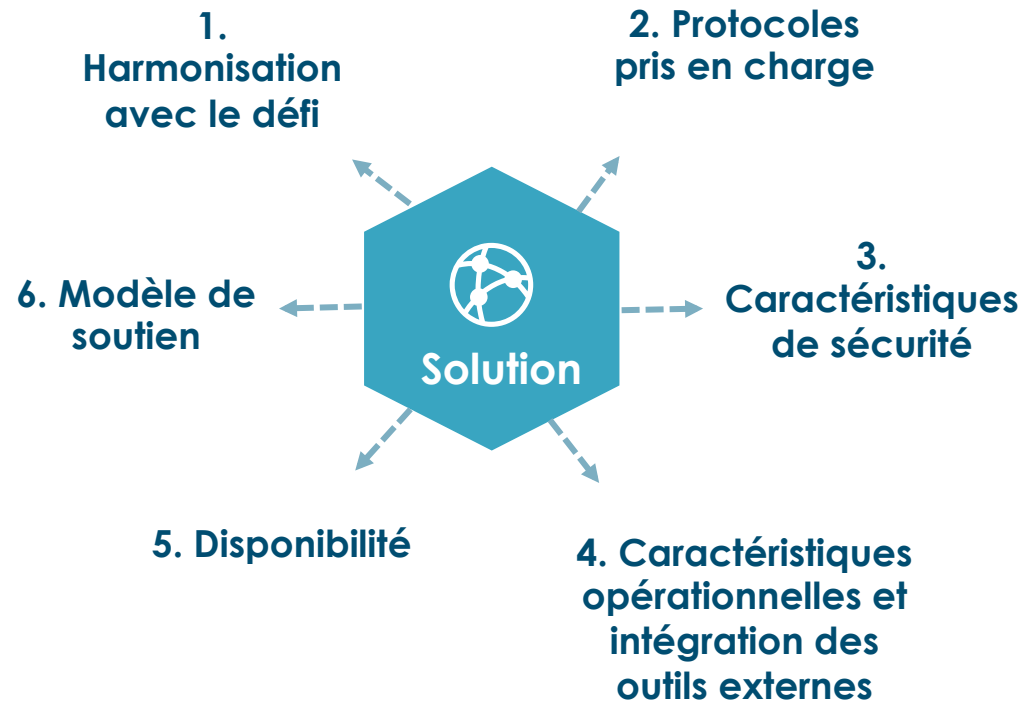 1.
Harmonisation
avec le défi
2. Protocoles
pris en charge
3.
Caractéristiques
de sécurité
4. Caractéristiques
opérationnelles et
intégration des
outils externes
5. Disponibilité
6. Modèle de
soutien
Solution